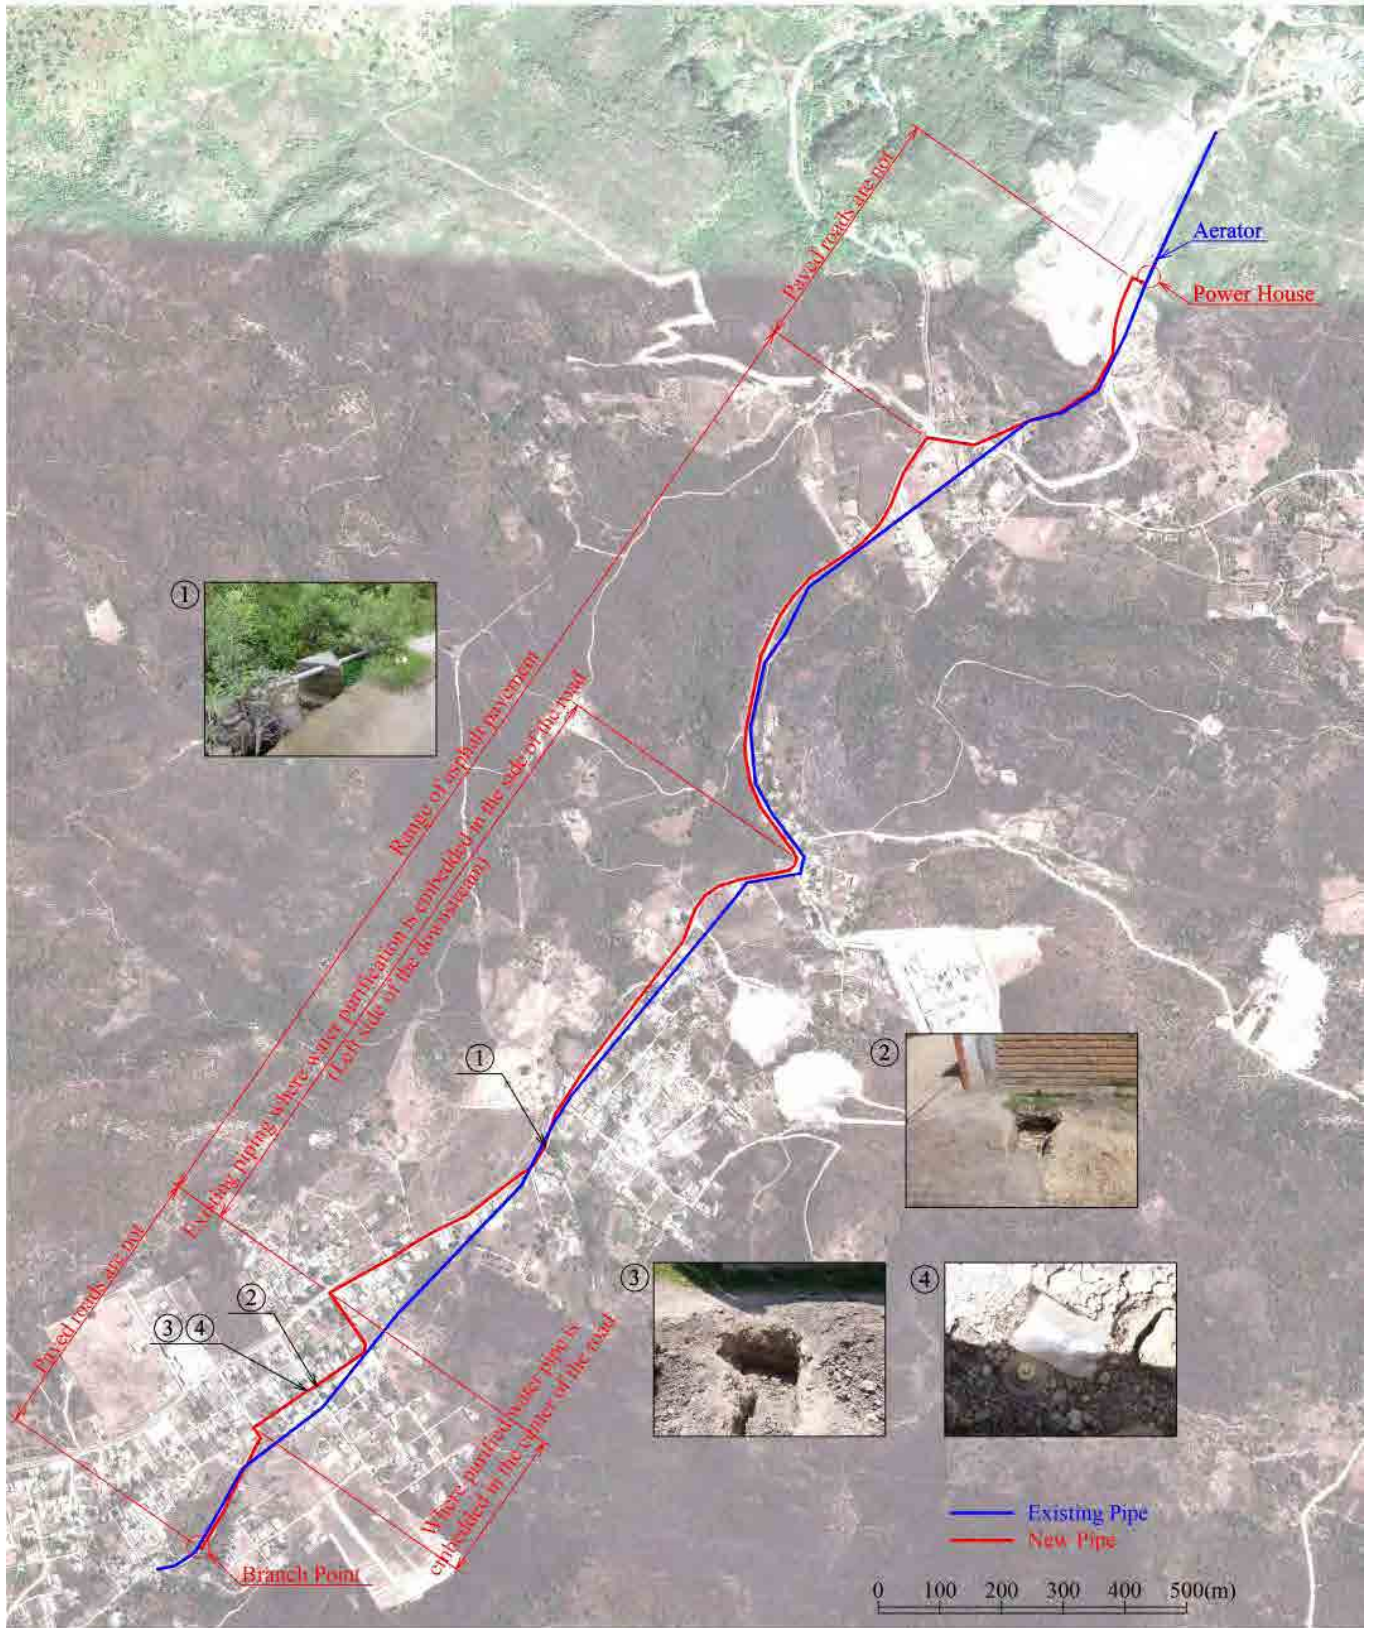 Paved roads are not
Aerator
Power House
①
Range of asphalt pavement
Existing piping where water purification is embedded in the side of the road
(Left side of the downstream)
①
②
Paved roads are not
②
③④
③
④
Where purified water pipe is
embedded in the center of the road
Existing Pipe
New Pipe
Branch Point
0 100 200 300 400 500(m)